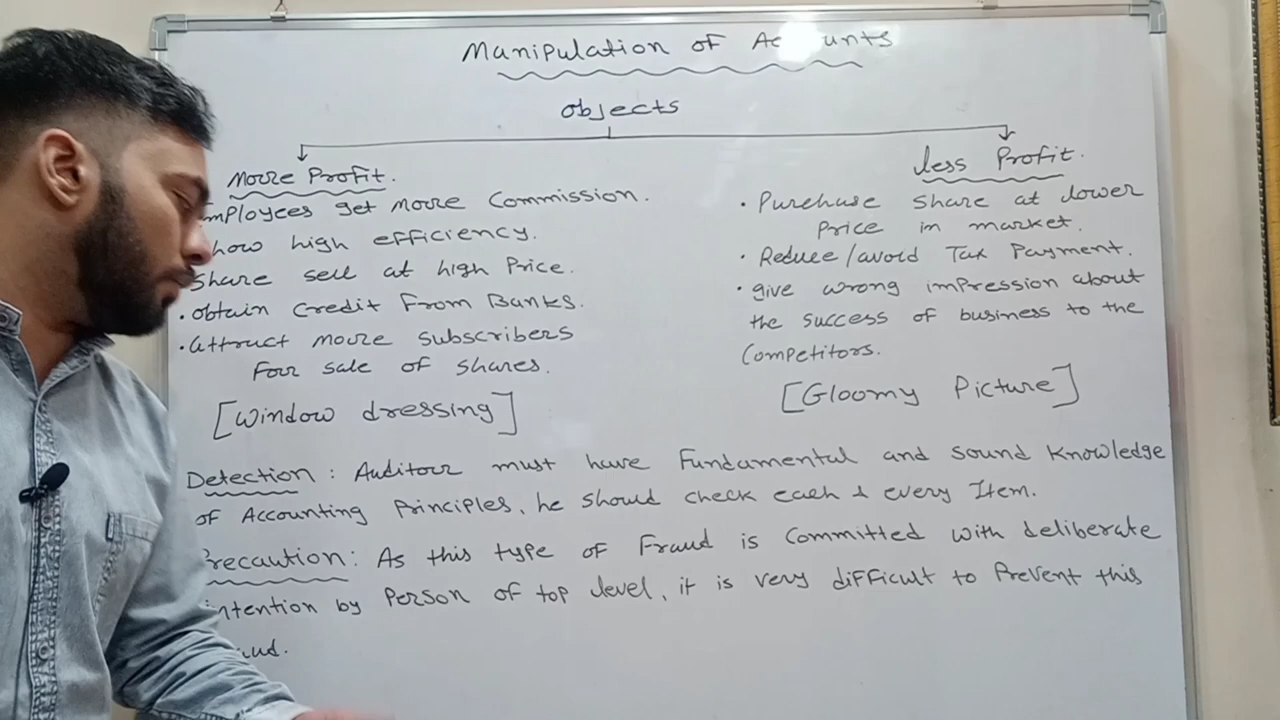 Manipulation of Ac unts
Objects
More Profit.
mployees get more Commission.
how high efficiency.
Share sell at high Price.
• obtain Credit From Banks.
• attract more subscribers
For sale of shares.
[Window dressing]
less Profit.
• Purchase share at lower
Price in market.
• Reduce/avoid Tax Payment.
• give wrong impression about
the success of business to the
Competitors.
[Gloomy Picture]
Detection : Auditor must have Fundamental and sound knowledge
of Accounting Principles, he should check each & every Item.
Precaution : As this type of Fraud is Committed with deliberate
intention by Person of top level, it is very difficult to Prevent this
aud.